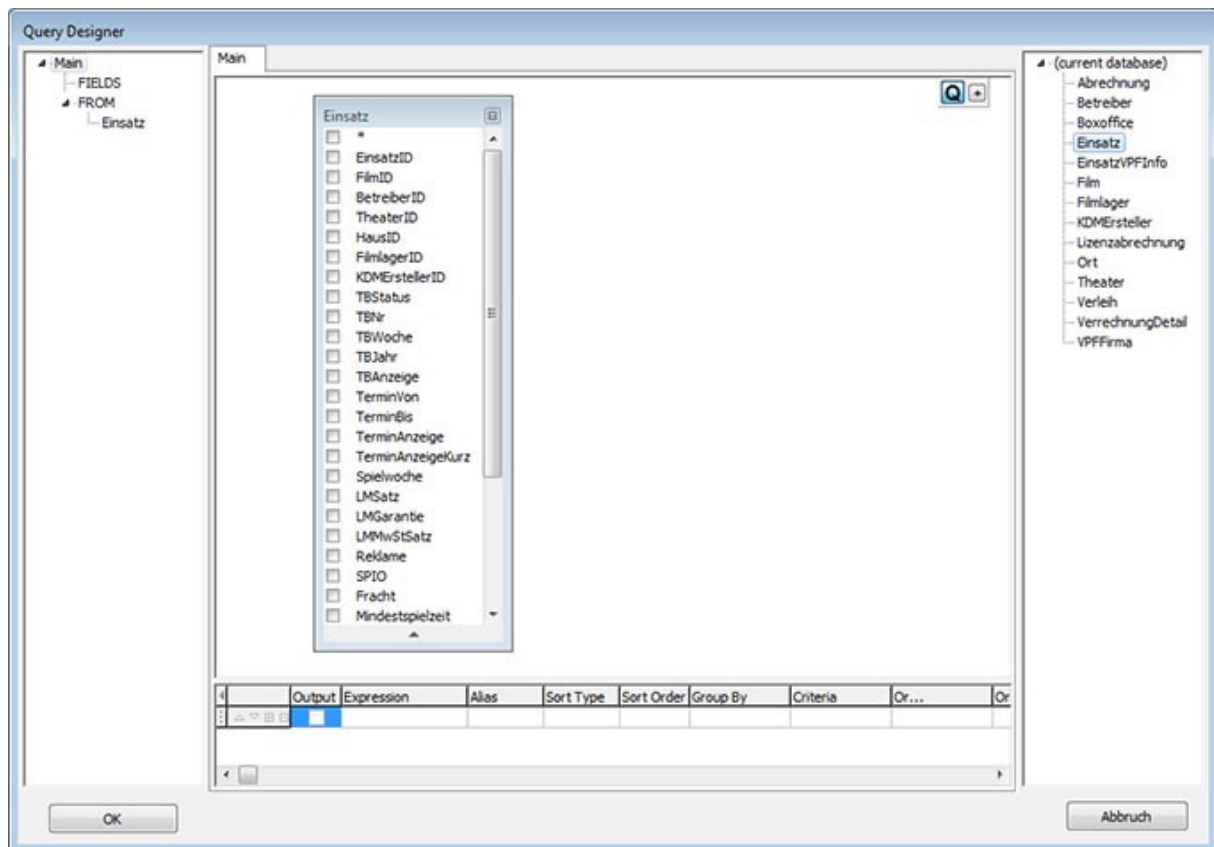 Query Designer
Main
FIELDS
FROM
Einsatz
Main
Q +
Einsatz
*
EinsatzID
FilmID
BetreiberID
TheaterID
HausID
FilmlagerID
KDMErstellerID
TBStatus
TBNr
TBWoche
TBJahr
TBAnzeige
TerminVon
TerminBis
TerminAnzeige
TerminAnzeigeKurz
Spielwoche
LMSatz
LMGarantie
LMMwStSatz
Reklame
SPIO
Fracht
Mindestspielzeit
Output Expression Alias Sort Type Sort Order Group By Criteria Or... Or
(current database)
Abrechnung
Betreiber
Boxoffice
Einsatz
EinsatzVPFInfo
Film
Filmlager
KDMErsteller
Lizenzabrechnung
Ort
Theater
Verleih
VerrechnungDetail
VPFFirma
OK
Abbruch